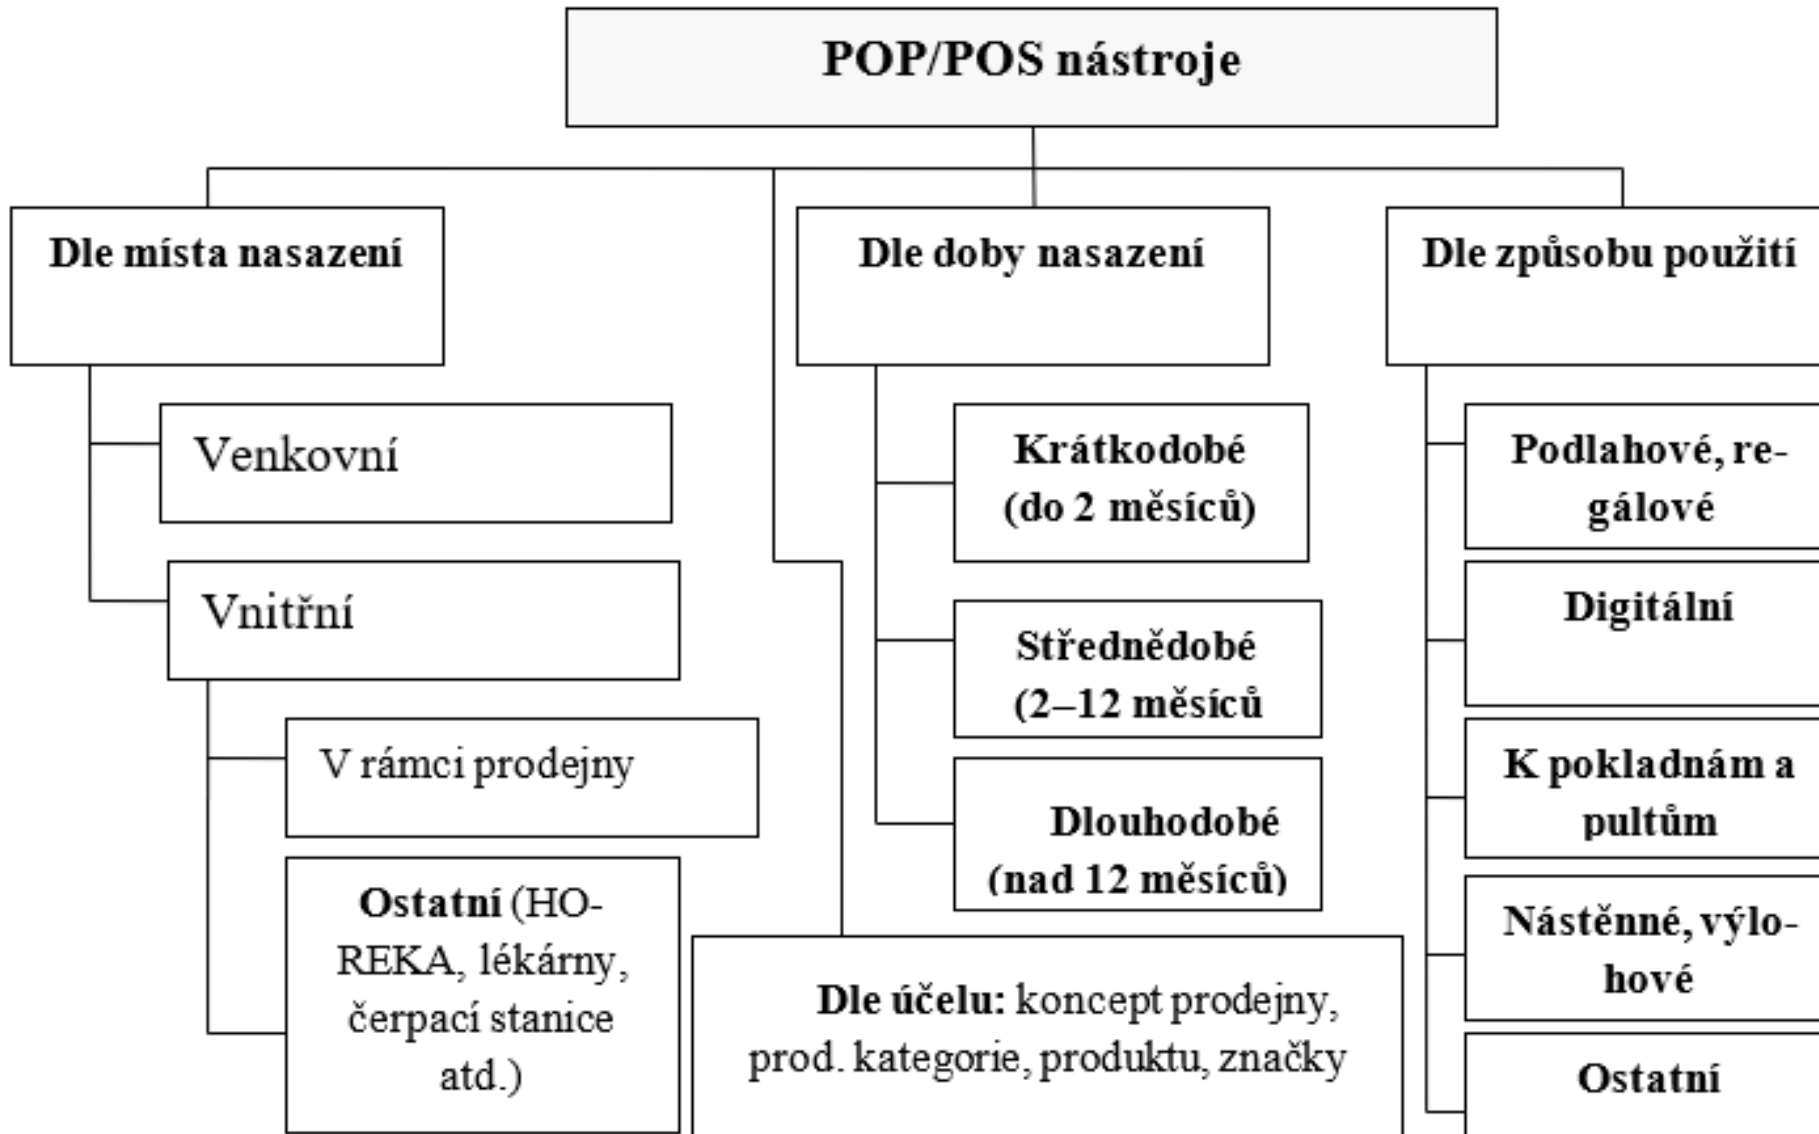 POP/POS nástroje
Dle místa nasazení
Venkovní
Vnitřní
V rámci prodejny
Ostatní (HO-
REKA, lékárny,
čerpací stanice
atd.)
Dle účelu: koncept prodejny,
prod. kategorie, produktu, značky
Dle doby nasazení
Krátkodobé
(do 2 měsíců)
Střednědobé
(2–12 měsíců
Dlouhodobé
(nad 12 měsíců)
Dle způsobu použití
Podlahové, re-
gálové
Digitální
K pokladnám a
pultům
Nástěnné, výlo-
hové
Ostatní